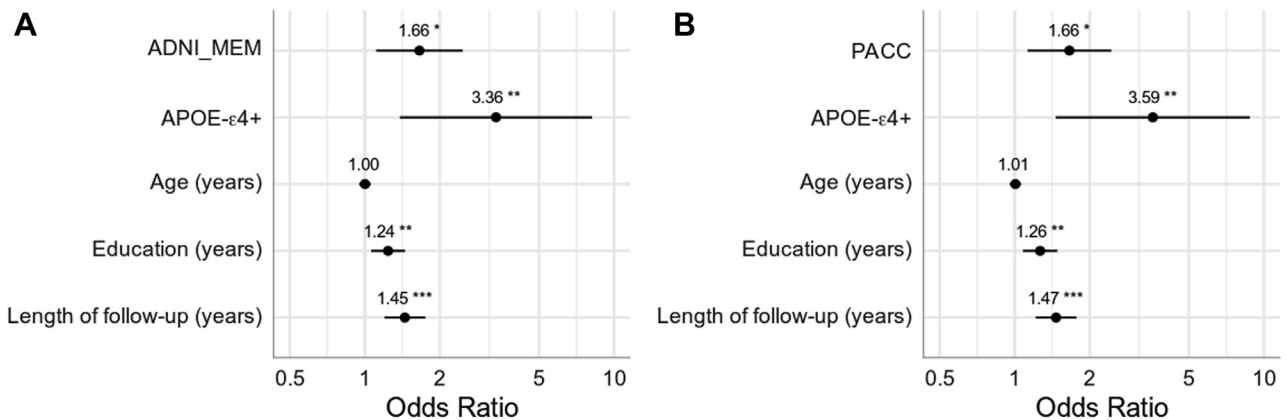 A
ADNI_MEM
1.66 *
APOE-ε4+
3.36 **
Age (years)
1.00
Education (years)
1.24 **
Length of follow-up (years)
1.45 ***
0.5 1 2 5 10
Odds Ratio
B
PACC
1.66 *
APOE-ε4+
3.59 **
Age (years)
1.01
Education (years)
1.26 **
Length of follow-up (years)
1.47 ***
0.5 1 2 5 10
Odds Ratio